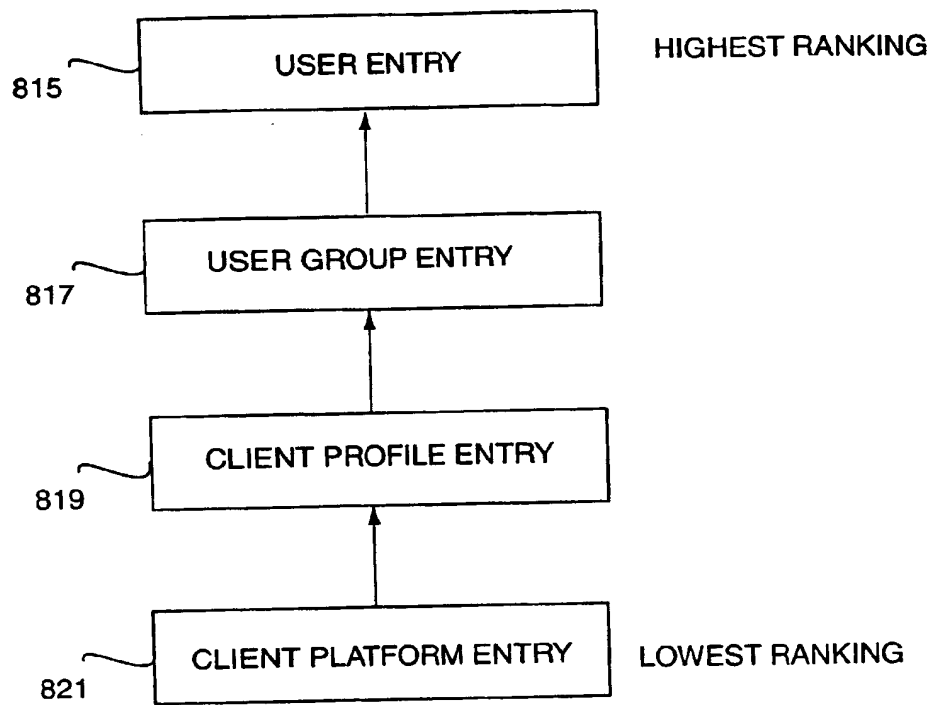 USER ENTRY
HIGHEST RANKING
815
USER GROUP ENTRY
817
CLIENT PROFILE ENTRY
819
CLIENT PLATFORM ENTRY
LOWEST RANKING
821